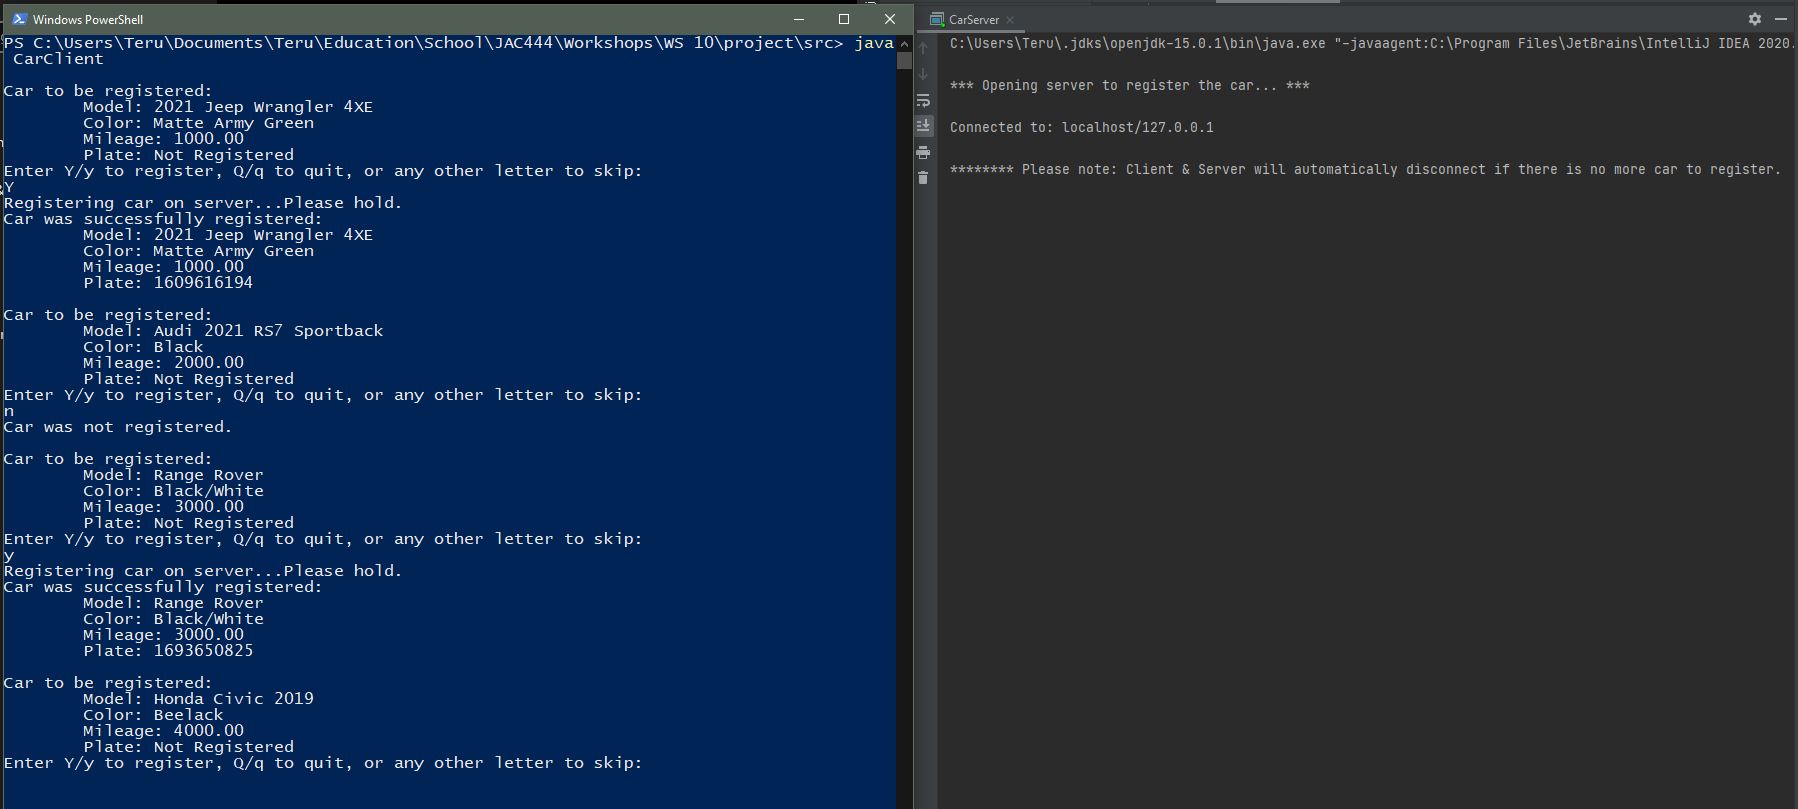 Windows PowerShell
PS C:\Users\Teru\Documents\Teru\Education\School\JAC444\Workshops\WS 10\project\src> java
CarClient
Car to be registered:
Model: 2021 Jeep Wrangler 4XE
Color: Matte Army Green
Mileage: 1000.00
Plate: Not Registered
Enter Y/y to register, Q/q to quit, or any other letter to skip:
Y
Registering car on server...Please hold.
Car was successfully registered:
Model: 2021 Jeep Wrangler 4XE
Color: Matte Army Green
Mileage: 1000.00
Plate: 1609616194
Car to be registered:
Model: Audi 2021 RS7 Sportback
Color: Black
Mileage: 2000.00
Plate: Not Registered
Enter Y/y to register, Q/q to quit, or any other letter to skip:
n
Car was not registered.
Car to be registered:
Model: Range Rover
Color: Black/White
Mileage: 3000.00
Plate: Not Registered
Enter Y/y to register, Q/q to quit, or any other letter to skip:
y
Registering car on server...Please hold.
Car was successfully registered:
Model: Range Rover
Color: Black/White
Mileage: 3000.00
Plate: 1693650825
Car to be registered:
Model: Honda Civic 2019
Color: Beelack
Mileage: 4000.00
Plate: Not Registered
Enter Y/y to register, Q/q to quit, or any other letter to skip:
CarServer
C:\Users\Teru\.jdks\openjdk-15.0.1\bin\java.exe "-javaagent:C:\Program Files\JetBrains\IntelliJ IDEA 2020.
*** Opening server to register the car... ***
Connected to: localhost/127.0.0.1
******** Please note: Client & Server will automatically disconnect if there is no more car to register.